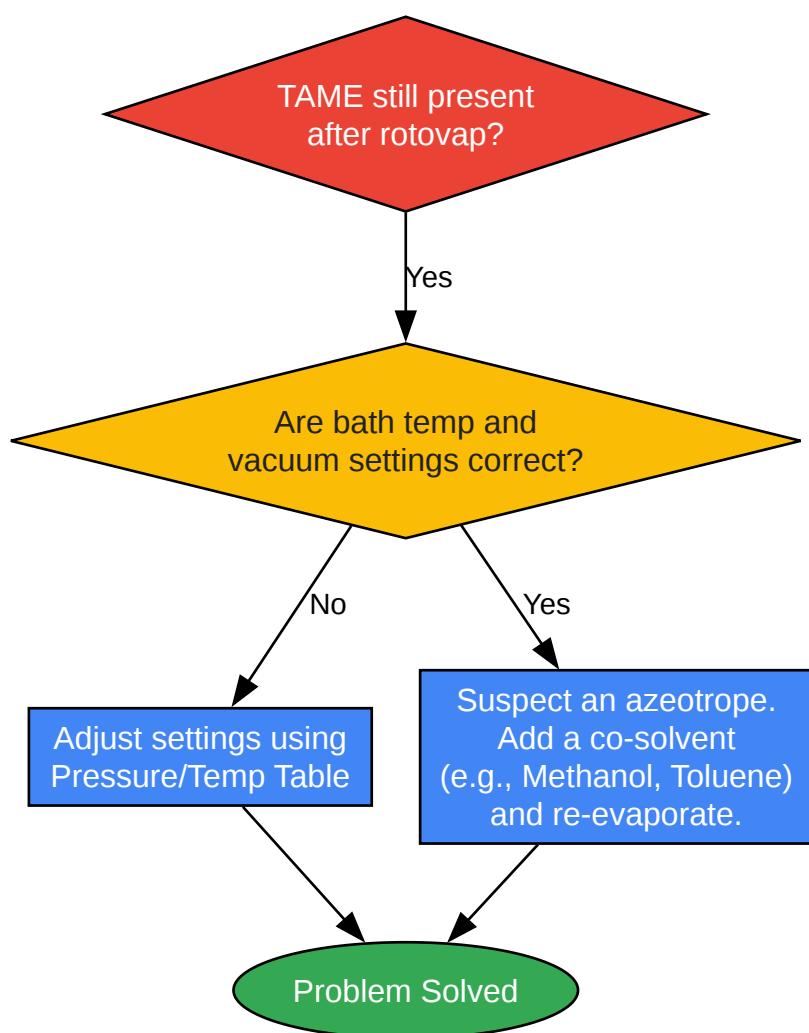 TAME still present
after rotovap?
Yes
Are bath temp and
vacuum settings correct?
No
Yes
Adjust settings using
Pressure/Temp Table
Suspect an azeotrope.
Add a co-solvent
(e.g., Methanol, Toluene)
and re-evaporate.
Problem Solved